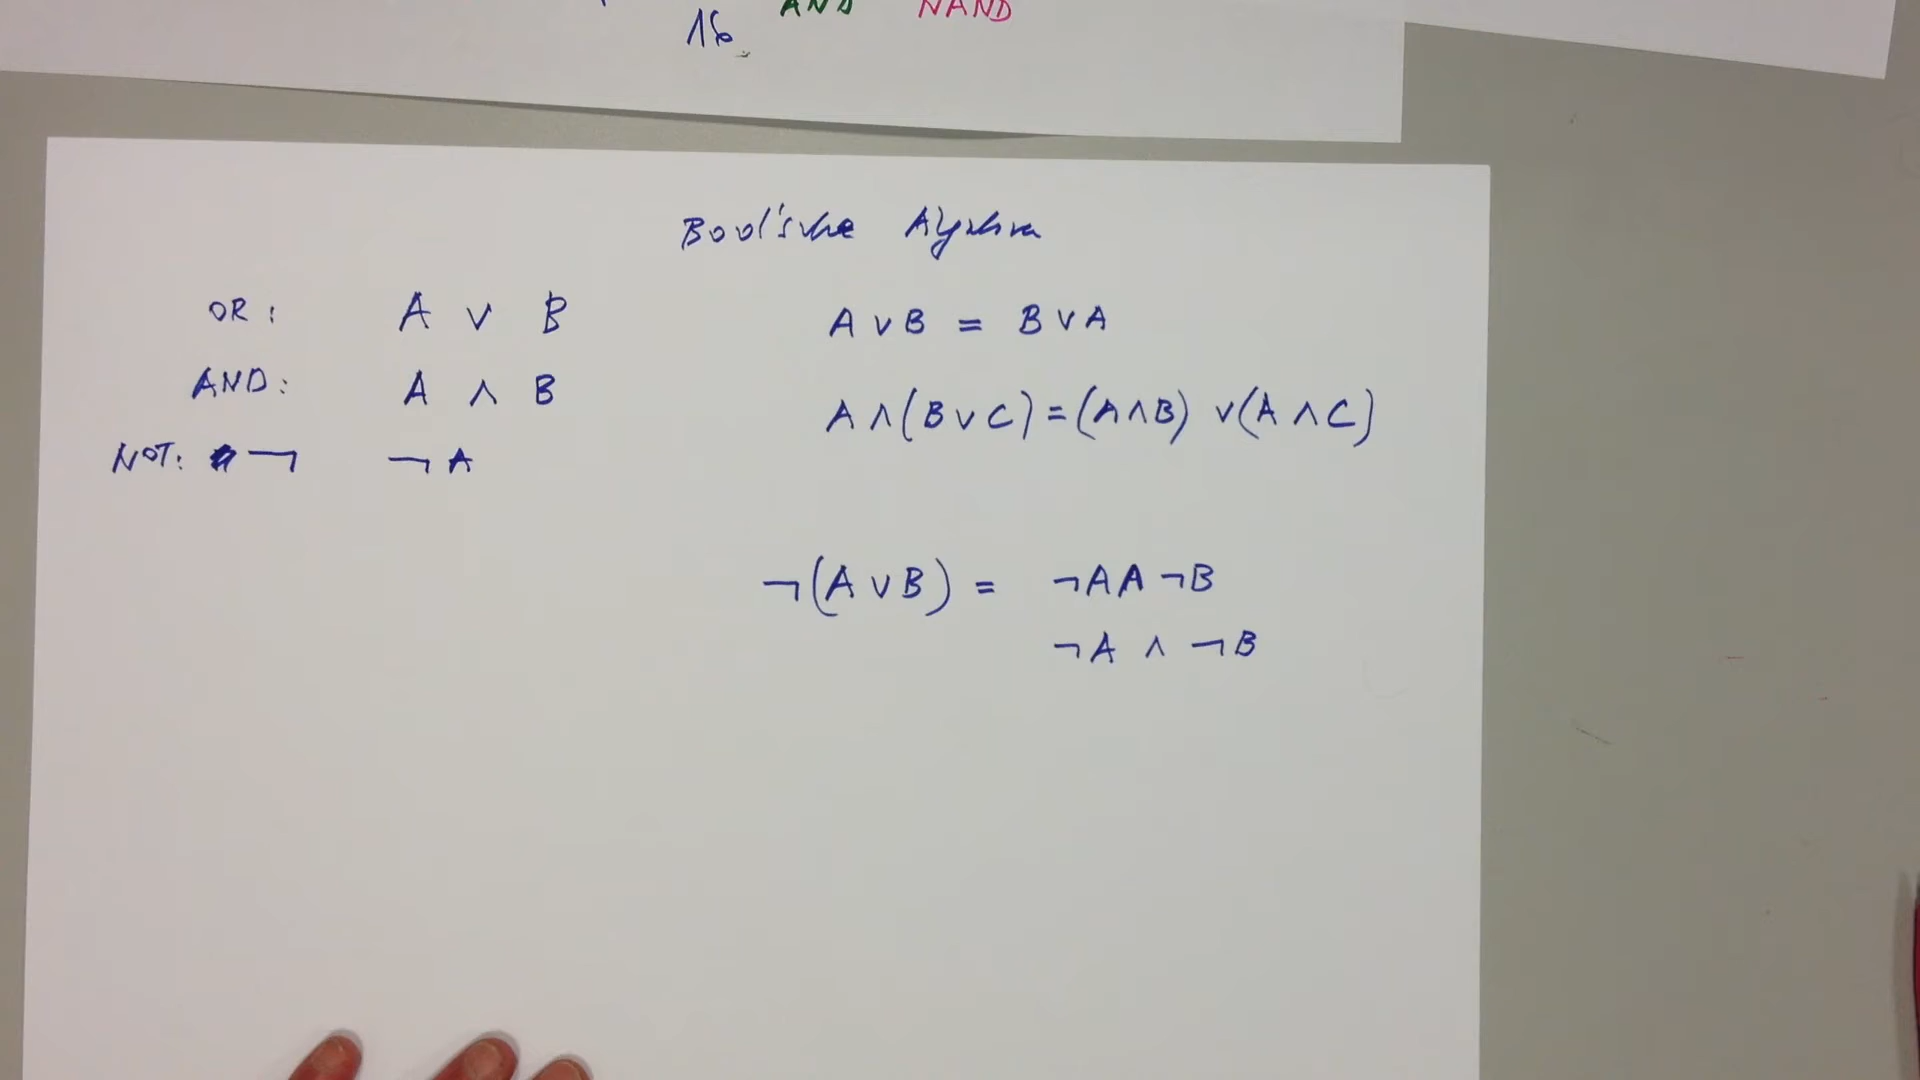 AND NAND
16
Bool'sche Algebra
OR: A ∨ B
A ∨ B = B ∨ A
AND: A ∧ B
A ∧ (B ∨ C) = (A ∧ B) ∨ (A ∧ C)
NOT: ¬ ¬ A
¬(A ∨ B) = ¬A A ¬B
¬A ∧ ¬B